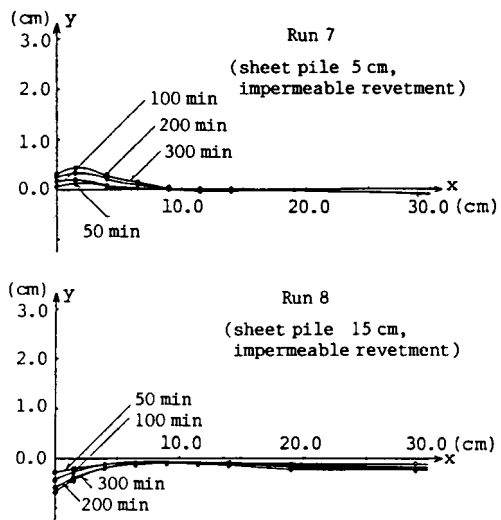 (cm) y
3.0
Run 7
(sheet pile 5 cm,
impermeable revetment)
2.0
100 min
200 min
1.0
300 min
0.0
x
10.0
20.0
30.0 (cm)
50 min
(cm) y
3.0
Run 8
(sheet pile 15 cm,
impermeable revetment)
2.0
1.0
50 min
100 min
10.0
20.0
30.0 (cm)
0.0
x
300 min
200 min